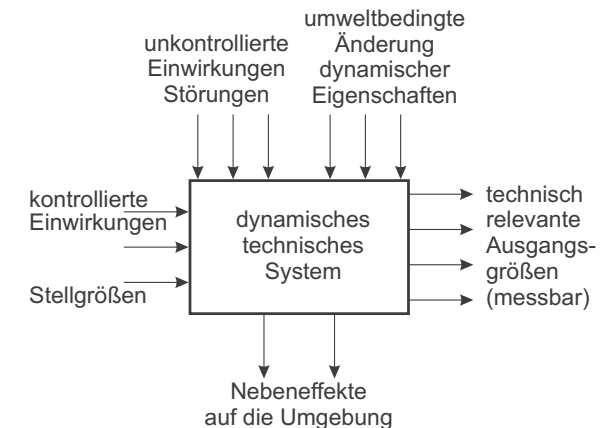 unkontrollierte
Einwirkungen
Störungen
umweltbedingte
Änderung
dynamischer
Eigenschaften
kontrollierte
Einwirkungen
Stellgrößen
dynamisches
technisches
System
technisch
relevante
Ausgangs-
größen
(messbar)
Nebeneffekte
auf die Umgebung